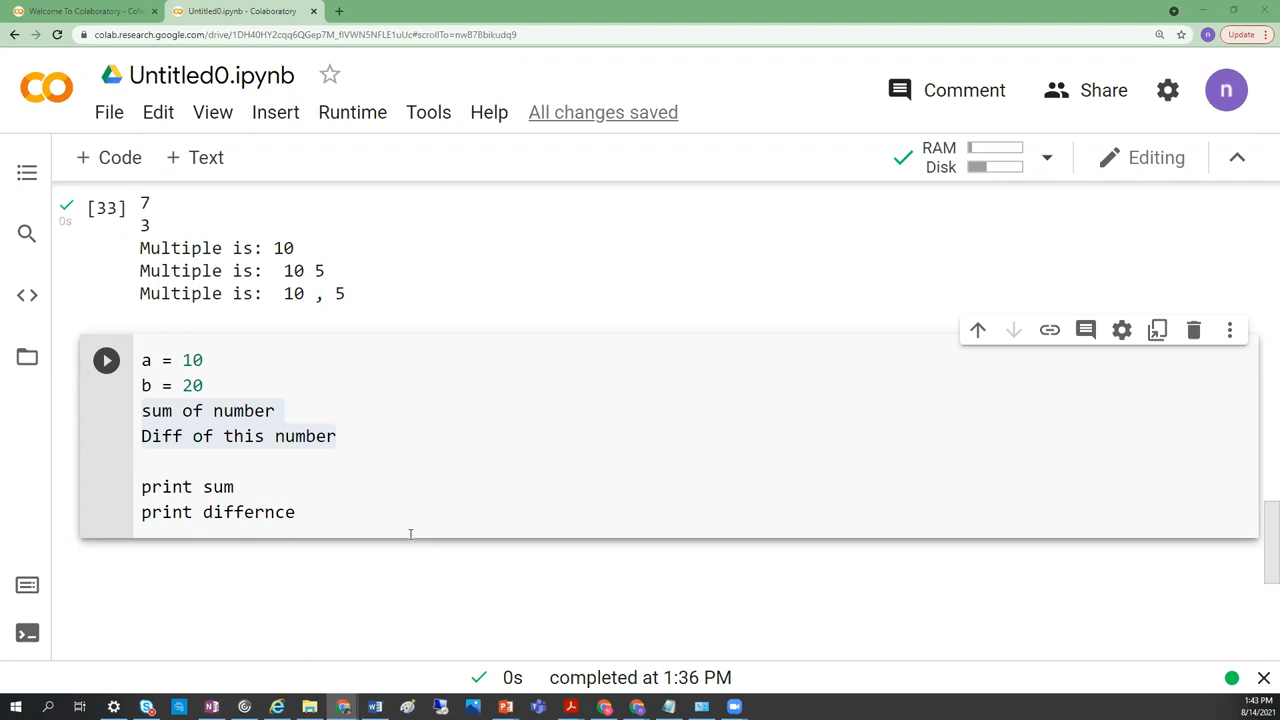 Welcome To Colaboratory - Cola
Untitled0.ipynb - Colaboratory
colab.research.google.com/drive/1DH40HY2cqq6QGep7M_flVWN5NFLE1uUc#scrollTo=nwB7Bbikudq9
n
Update
CO
Untitled0.ipynb
Comment
Share
n
File Edit View Insert Runtime Tools Help All changes saved
+ Code + Text
RAM
Disk
Editing
[33]
0s
7
3
Multiple is: 10
Multiple is:  10 5
Multiple is:  10 , 5
a = 10
b = 20
sum of number
Diff of this number
print sum
print differnce
0s completed at 1:36 PM
1:43 PM
8/14/2021